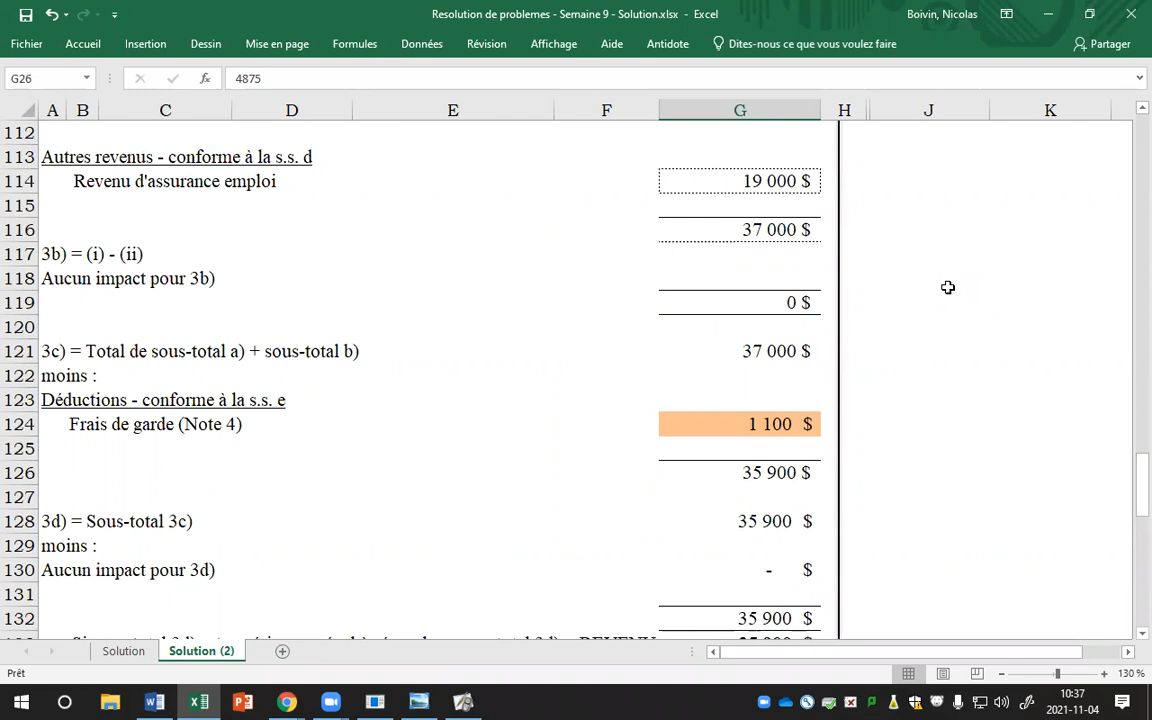 Resolution de problemes - Semaine 9 - Solution.xlsx - Excel
Boivin, Nicolas
Fichier Accueil Insertion Dessin Mise en page Formules Données Révision Affichage Aide Antidote Dites-nous ce que vous voulez faire Partager
G26 fx 4875
A B C D E F G H J K
112
113 Autres revenus - conforme à la s.s. d
114 Revenu d'assurance emploi 19 000 $
115
116 37 000 $
117 3b) = (i) - (ii)
118 Aucun impact pour 3b)
119 0 $
120
121 3c) = Total de sous-total a) + sous-total b) 37 000 $
122 moins :
123 Déductions - conforme à la s.s. e
124 Frais de garde (Note 4) 1 100 $
125
126 35 900 $
127
128 3d) = Sous-total 3c) 35 900 $
129 moins :
130 Aucun impact pour 3d) - $
131
132 35 900 $
Solution Solution (2)
Prêt 130 %
10:37
2021-11-04